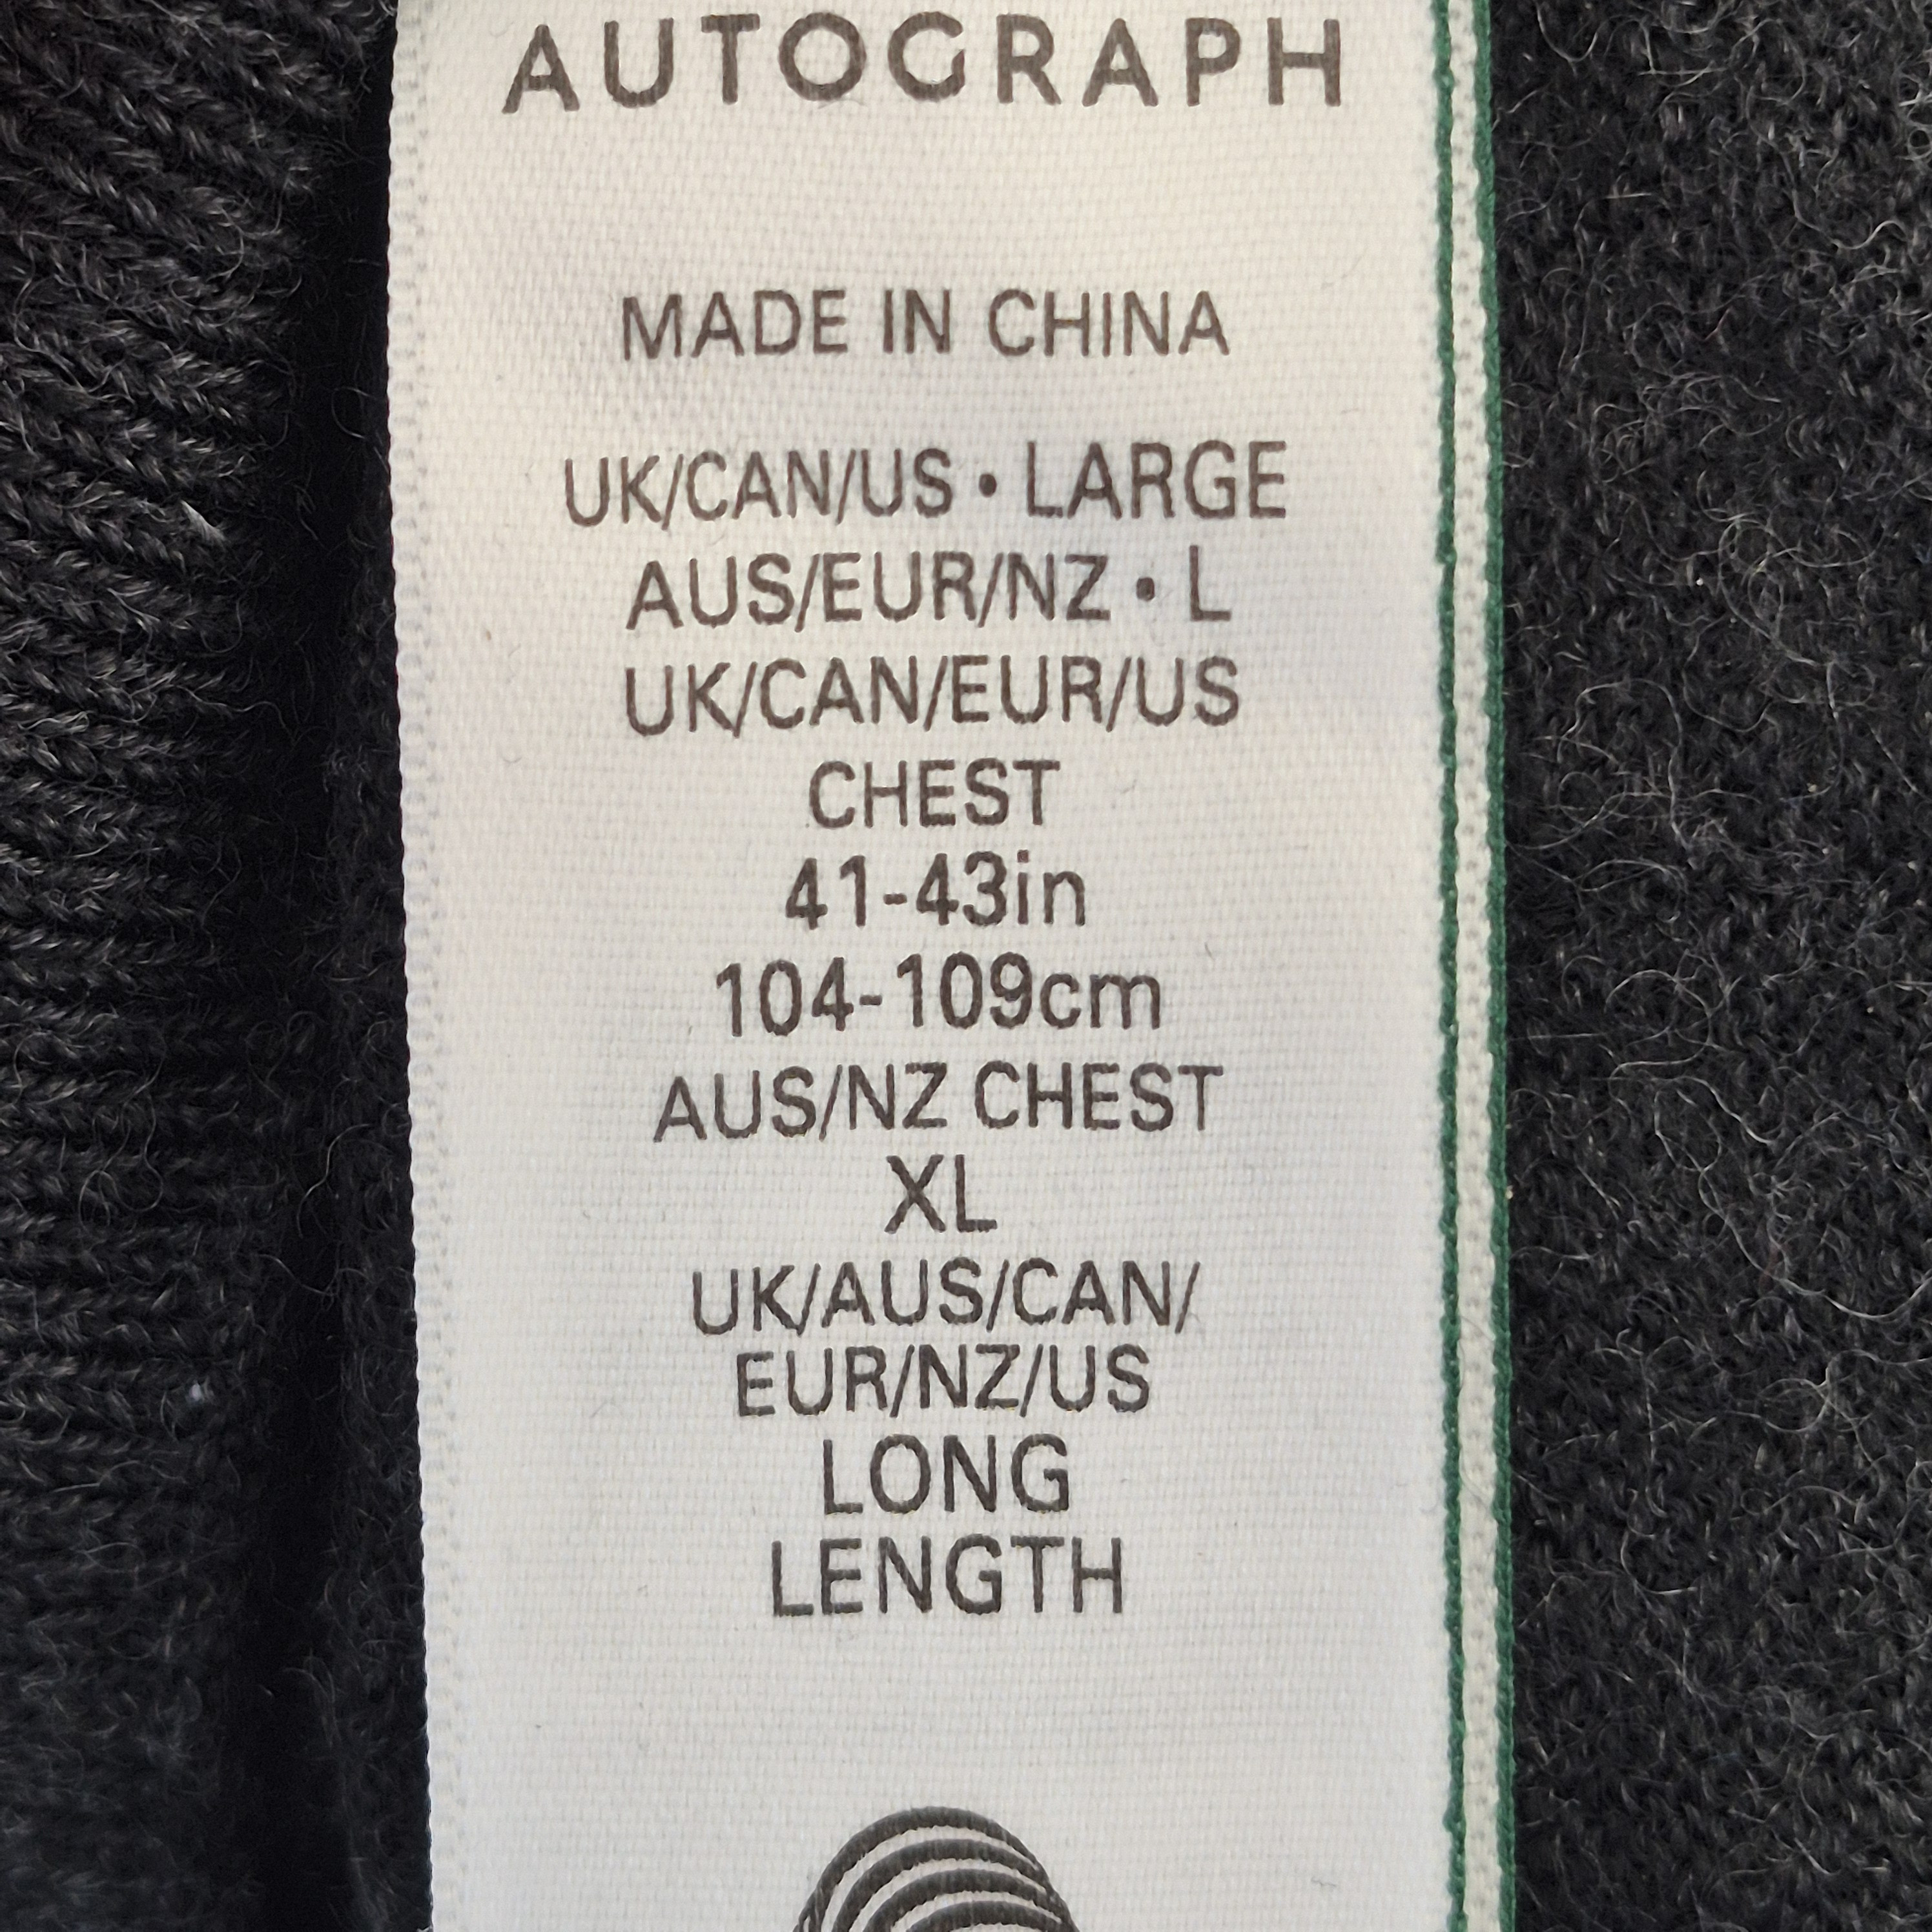 AUTOGRAPH
MADE IN CHINA
UK/CAN/US • LARGE
AUS/EUR/NZ • L
UK/CAN/EUR/US
CHEST
41-43in
104-109cm
AUS/NZ CHEST
XL
UK/AUS/CAN/
EUR/NZ/US
LONG
LENGTH